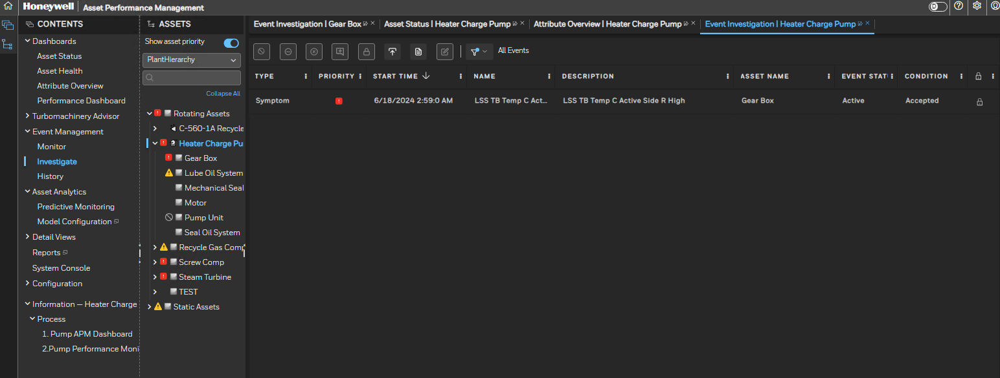 Honeywell | Asset Performance Management
CONTENTS
Dashboards
Asset Status
Asset Health
Attribute Overview
Performance Dashboard
Turbomachinery Advisor
Event Management
Monitor
Investigate
History
Asset Analytics
Predictive Monitoring
Model Configuration
Detail Views
Reports
System Console
Configuration
Information — Heater Charge
Process
1. Pump APM Dashboard
2.Pump Performance Moni
ASSETS
Show asset priority
PlantHierarchy
Collapse All
Rotating Assets
C-560-1A Recycle
Heater Charge Pu
Gear Box
Lube Oil System
Mechanical Seal
Motor
Pump Unit
Seal Oil System
Recycle Gas Comp
Screw Comp
Steam Turbine
TEST
Static Assets
Event Investigation | Gear Box Asset Status | Heater Charge Pump Attribute Overview | Heater Charge Pump Event Investigation | Heater Charge Pump
All Events
TYPE PRIORITY START TIME NAME DESCRIPTION ASSET NAME EVENT STAT CONDITION
Symptom 6/18/2024 2:59:0 AM LSS TB Temp C Act... LSS TB Temp C Active Side R High Gear Box Active Accepted